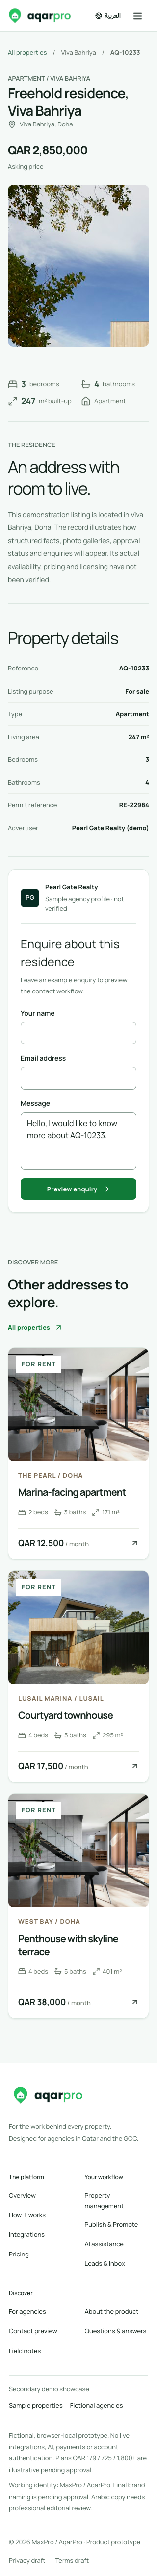 aqarpro
العربية
All properties / Viva Bahriya / AQ-10233
APARTMENT / VIVA BAHRIYA
Freehold residence,
Viva Bahriya
Viva Bahriya, Doha
QAR 2,850,000
Asking price
3 bedrooms
4 bathrooms
247 m² built-up
Apartment
THE RESIDENCE
An address with
room to live.
This demonstration listing is located in Viva
Bahriya, Doha. The record illustrates how
structured facts, photo galleries, approval
status and enquiries will appear. Its actual
availability, pricing and licensing have not
been verified.
Property details
Reference AQ-10233
Listing purpose For sale
Type Apartment
Living area 247 m²
Bedrooms 3
Bathrooms 4
Permit reference RE-22984
Advertiser Pearl Gate Realty (demo)
PG
Pearl Gate Realty
Sample agency profile · not
verified
Enquire about this
residence
Leave an example enquiry to preview
the contact workflow.
Your name
Email address
Message
Hello, I would like to know
more about AQ-10233.
Preview enquiry
DISCOVER MORE
Other addresses to
explore.
All properties
FOR RENT
THE PEARL / DOHA
Marina-facing apartment
2 beds 3 baths 171 m²
QAR 12,500 / month
FOR RENT
LUSAIL MARINA / LUSAIL
Courtyard townhouse
4 beds 5 baths 295 m²
QAR 17,500 / month
FOR RENT
WEST BAY / DOHA
Penthouse with skyline
terrace
4 beds 5 baths 401 m²
QAR 38,000 / month
aqarpro
For the work behind every property.
Designed for agencies in Qatar and the GCC.
The platform
Overview
How it works
Integrations
Pricing
Your workflow
Property
management
Publish & Promote
AI assistance
Leads & Inbox
Discover
For agencies
Contact preview
Field notes
About the product
Questions & answers
Secondary demo showcase
Sample properties Fictional agencies
Fictional, browser-local prototype. No live
integrations, AI, payments or account
authentication. Plans QAR 179 / 725 / 1,800+ are
illustrative pending approval.
Working identity: MaxPro / AqarPro. Final brand
naming is pending approval. Arabic copy needs
professional editorial review.
© 2026 MaxPro / AqarPro · Product prototype
Privacy draft Terms draft